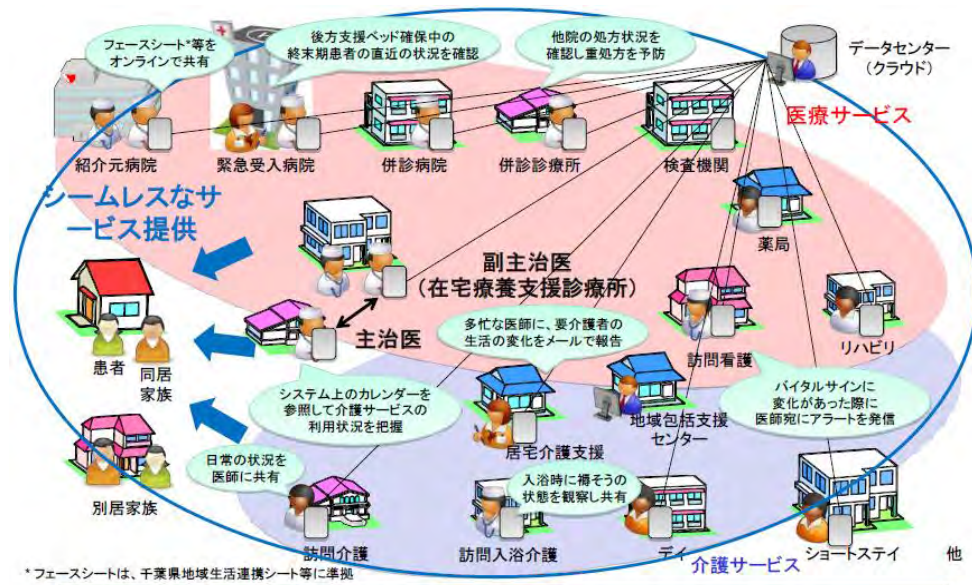 フェースシート*等を
オンラインで共有
後方支援ベッド確保中の
終末期患者の直近の状況を確認
他院の処方状況を
確認し重処方を予防
データセンター
(クラウド)
医療サービス
紹介元病院
緊急受入病院
併診病院
併診診療所
検査機関
薬局
シームレスなサ
ービス提供
副主治医
(在宅療養支援診療所)
主治医
多忙な医師に、要介護者の
生活の変化をメールで報告
訪問看護
リハビリ
患者
同居
家族
システム上のカレンダーを
参照して介護サービスの
利用状況を把握
バイタルサインに
変化があった際に
医師宛にアラートを発信
地域包括支援
センター
居宅介護支援
日常の状況を
医師に共有
入浴時に褥そうの
状態を観察し共有
別居家族
訪問介護
訪問入浴介護
デイ
介護サービス
ショートステイ
他
* フェースシートは、千葉県地域生活連携シート等に準拠